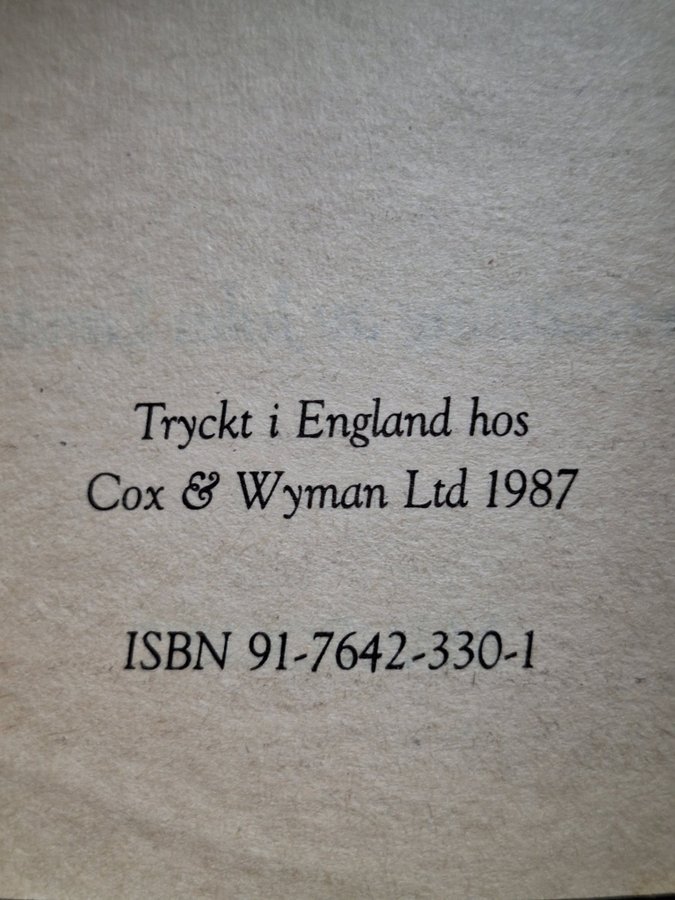 Tryckt i England hos
Cox & Wyman Ltd 1987
ISBN 91-7642-330-1